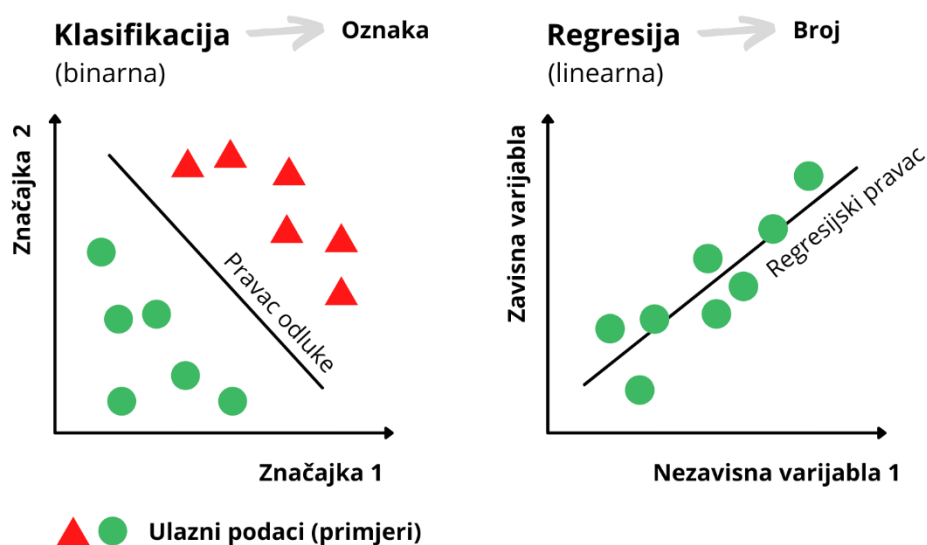 Klasifikacija
Oznaka
(binarna)
Značajka 2
Pravac odluke
Značajka 1
Regresija
Broj
(linearna)
Zavisna varijabla
Regresijski pravac
Nezavisna varijabla 1
Ulazni podaci (primjeri)